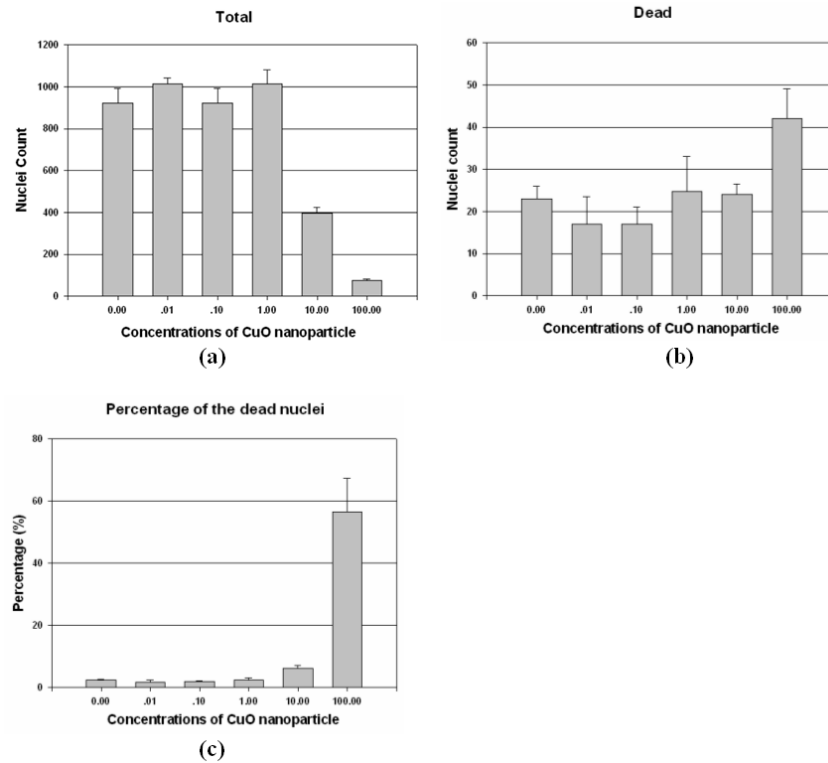 Total
Nuclei Count
1200
1000
800
600
400
200
0
0.00 .01 .10 1.00 10.00 100.00
Concentrations of CuO nanoparticle
(a)
Dead
Nuclei count
60
50
40
30
20
10
0
0.00 .01 .10 1.00 10.00 100.00
Concentrations of CuO nanoparticle
(b)
Percentage of the dead nuclei
Percentage (%)
80
60
40
20
0
0.00 .01 .10 1.00 10.00 100.00
Concentrations of CuO nanoparticle
(c)